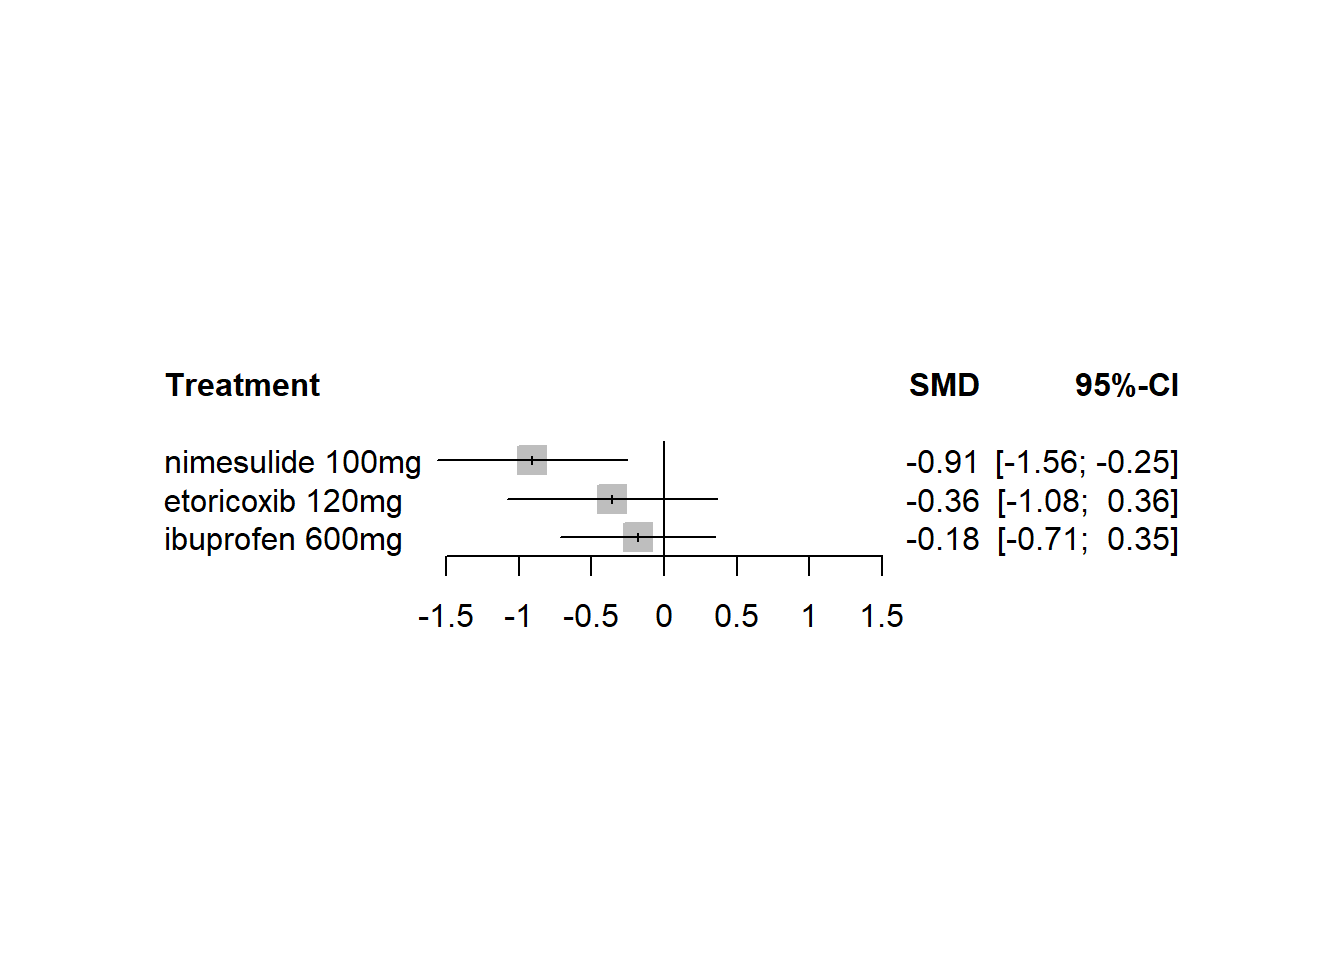 Treatment SMD 95%-CI
nimesulide 100mg -0.91 [-1.56; -0.25]
etoricoxib 120mg -0.36 [-1.08; 0.36]
ibuprofen 600mg -0.18 [-0.71; 0.35]
-1.5 -1 -0.5 0 0.5 1 1.5